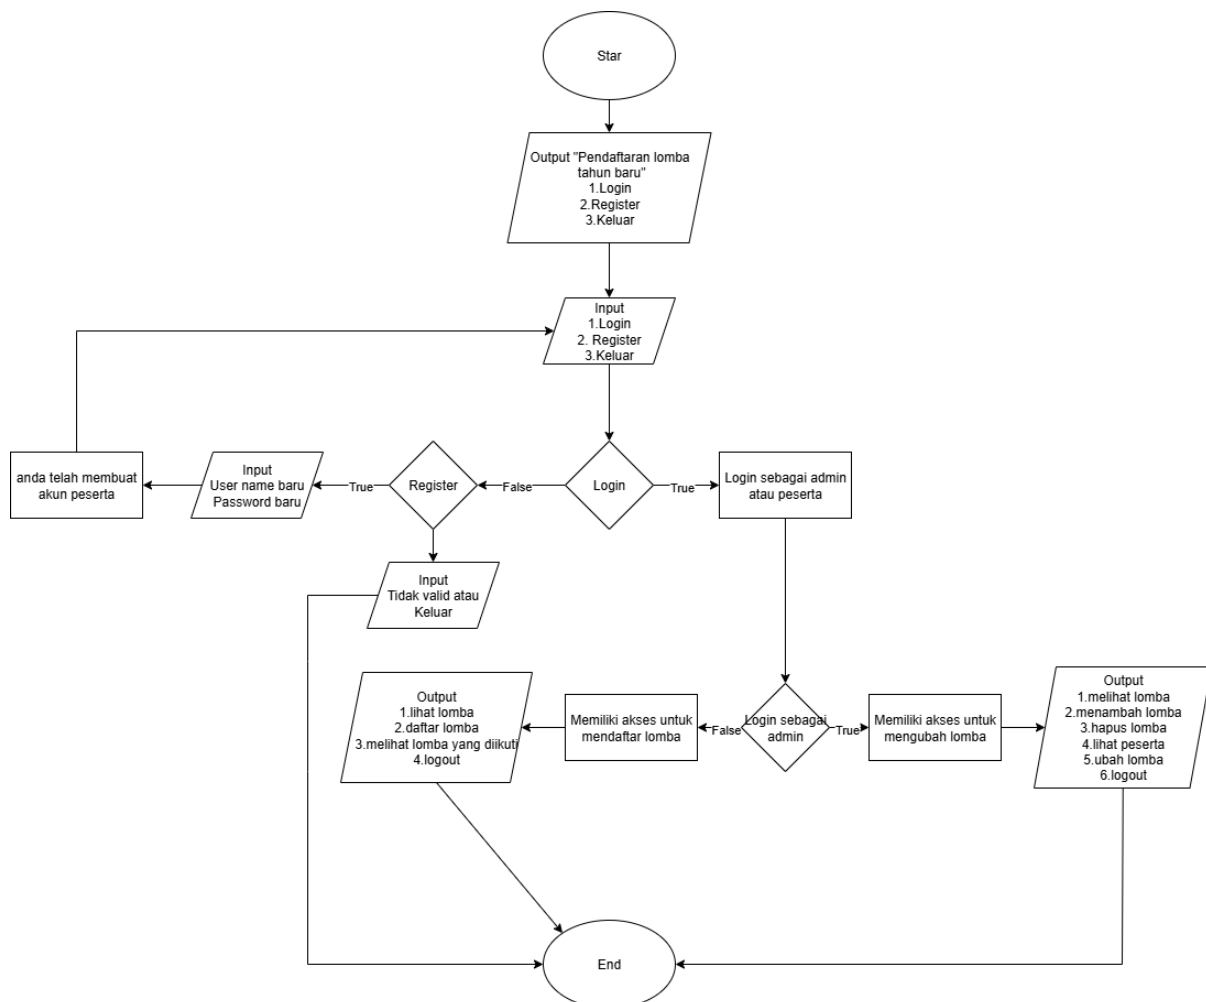 Star
Output "Pendaftaran lomba
tahun baru"
1.Login
2.Register
3.Keluar
Input
1.Login
2. Register
3.Keluar
anda telah membuat
akun peserta
Input
User name baru
Password baru
True
Register
False
Login
True
Login sebagai admin
atau peserta
Input
Tidak valid atau
Keluar
Output
1.lihat lomba
2.daftar lomba
3.melihat lomba yang diikuti
4.logout
Memiliki akses untuk
mendaftar lomba
False
Login sebagai
admin
True
Memiliki akses untuk
mengubah lomba
Output
1.melihat lomba
2.menambah lomba
3.hapus lomba
4.lihat peserta
5.ubah lomba
6.logout
End